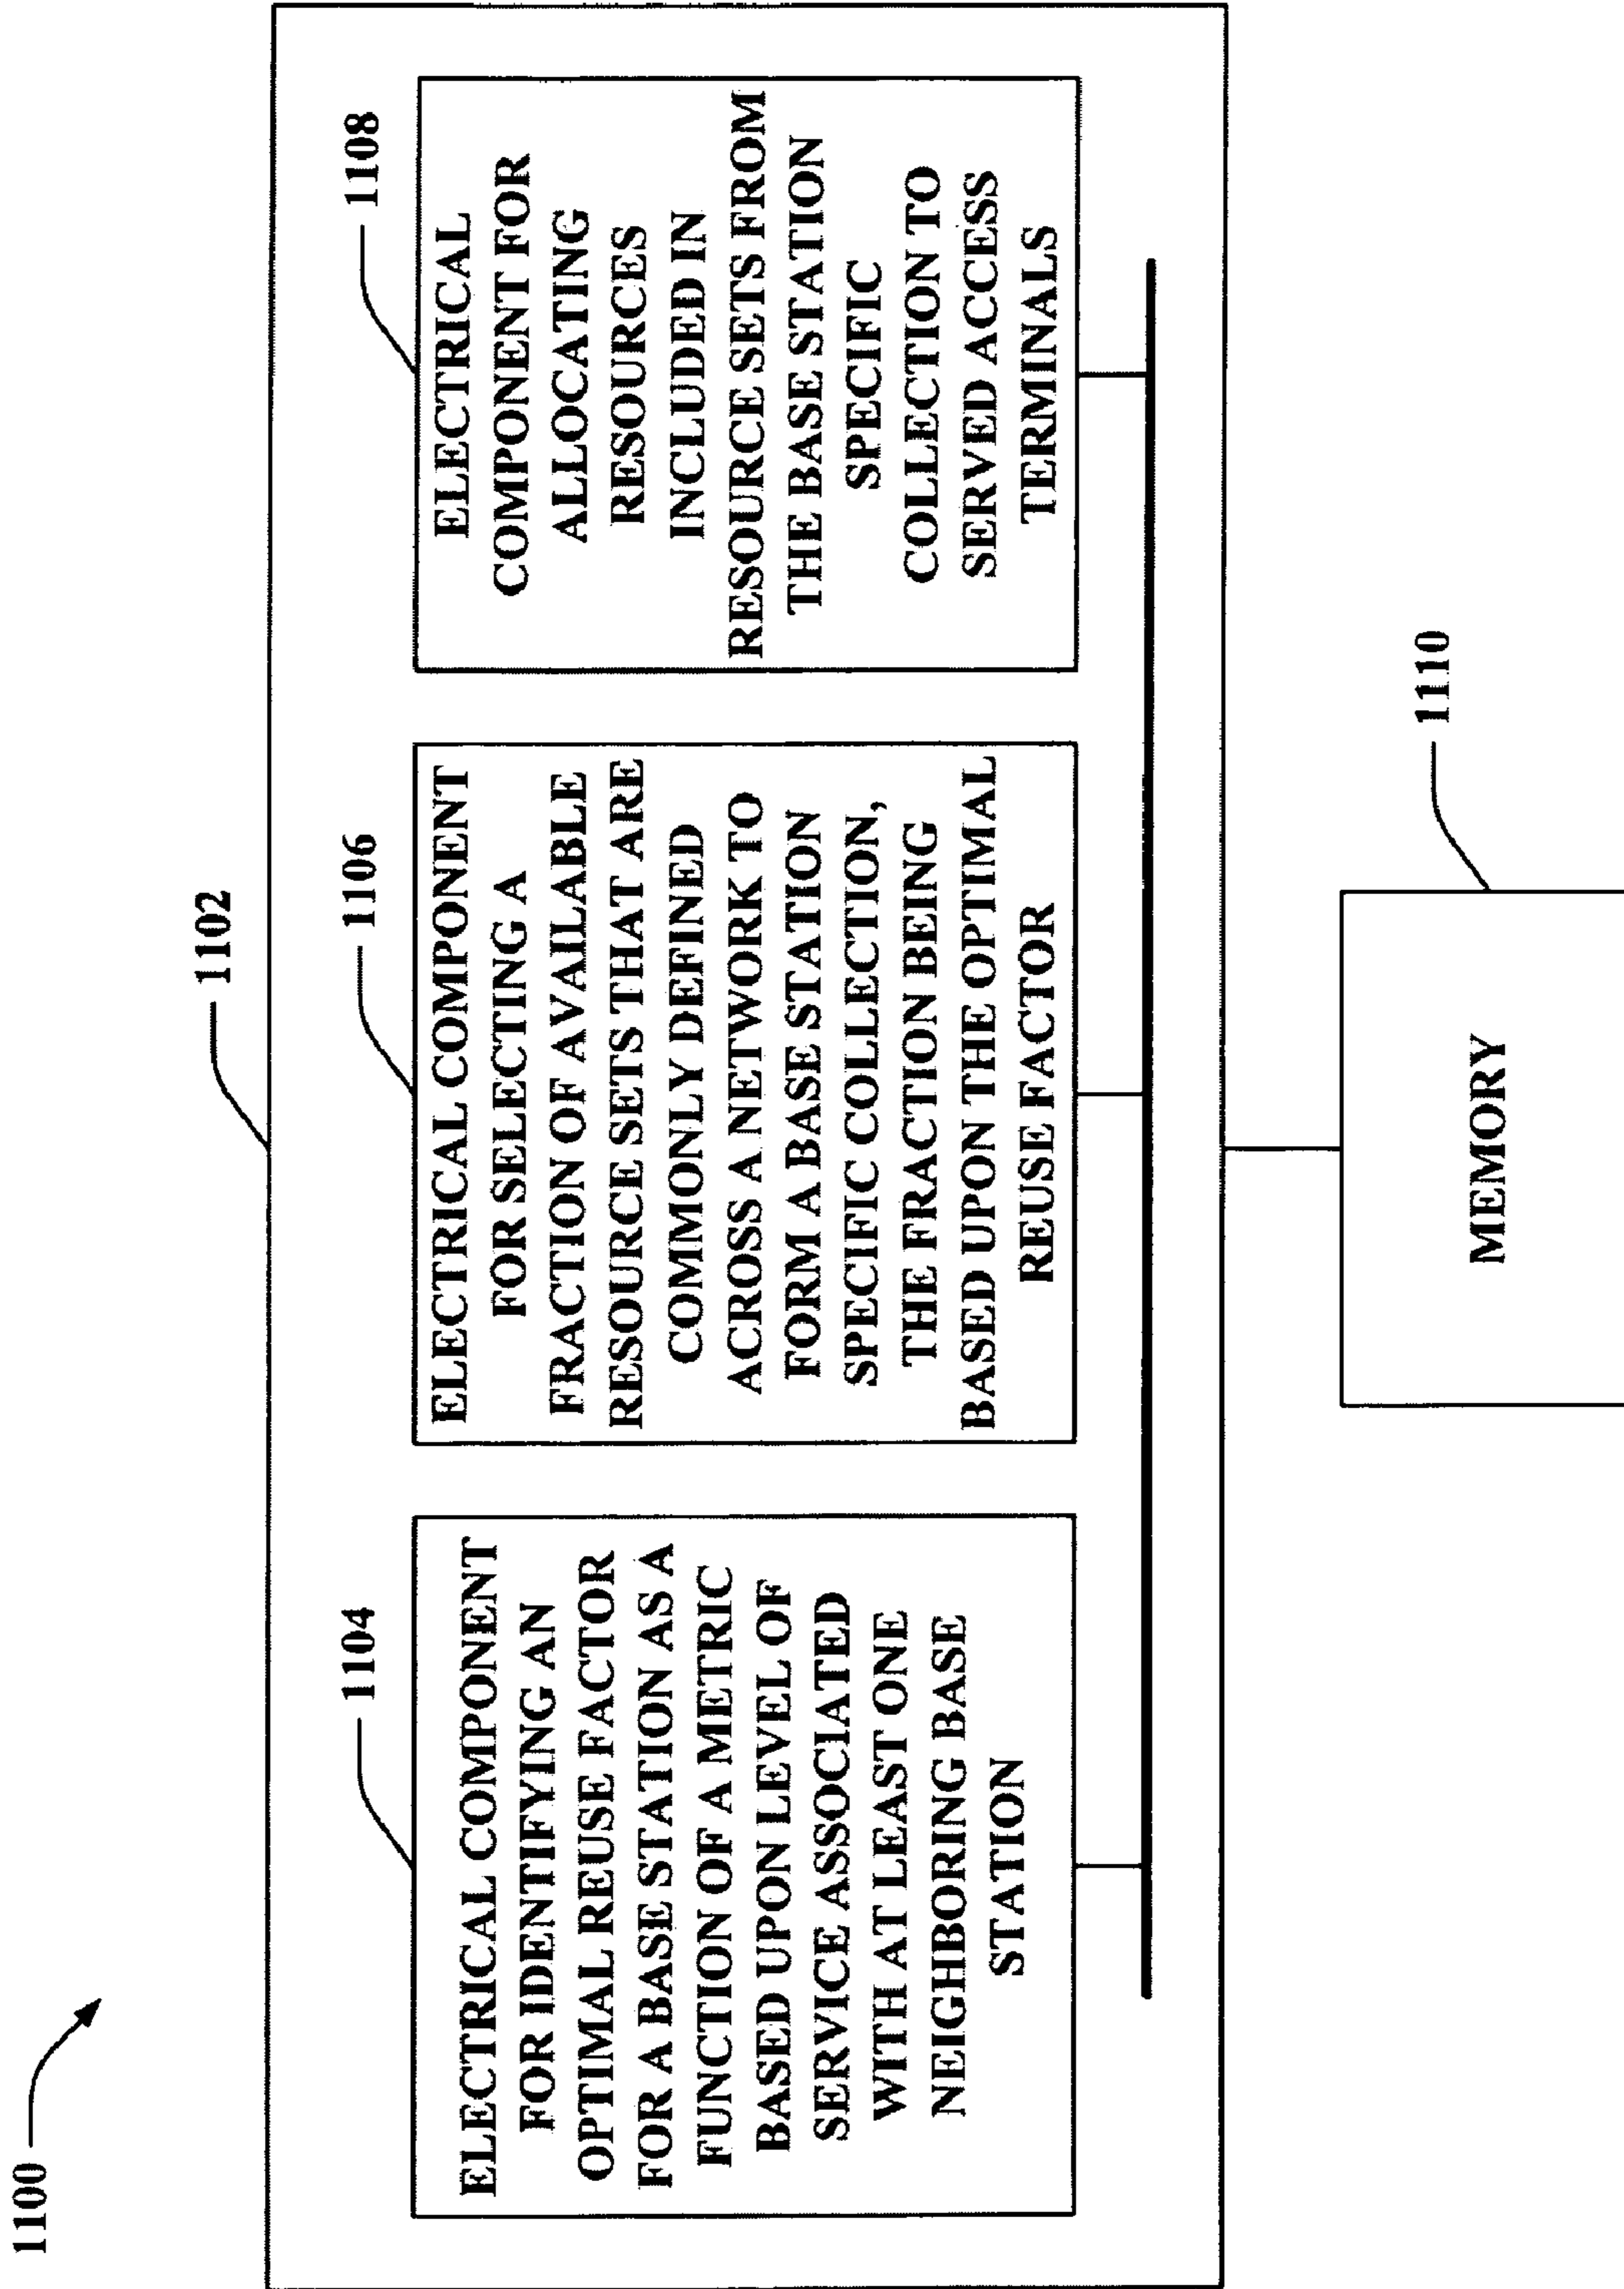 1100
1102
1104
ELECTRICAL COMPONENT
FOR IDENTIFYING AN
OPTIMAL REUSE FACTOR
FOR A BASE STATION AS A
FUNCTION OF A METRIC
BASED UPON LEVEL OF
SERVICE ASSOCIATED
WITH AT LEAST ONE
NEIGHBORING BASE
STATION
1106
ELECTRICAL COMPONENT
FOR SELECTING A
FRACTION OF AVAILABLE
RESOURCE SETS THAT ARE
COMMONLY DEFINED
ACROSS A NETWORK TO
FORM A BASE STATION
SPECIFIC COLLECTION,
THE FRACTION BEING
BASED UPON THE OPTIMAL
REUSE FACTOR
1108
ELECTRICAL
COMPONENT FOR
ALLOCATING
RESOURCES
INCLUDED IN
RESOURCE SETS FROM
THE BASE STATION
SPECIFIC
COLLECTION TO
SERVED ACCESS
TERMINALS
1110
MEMORY